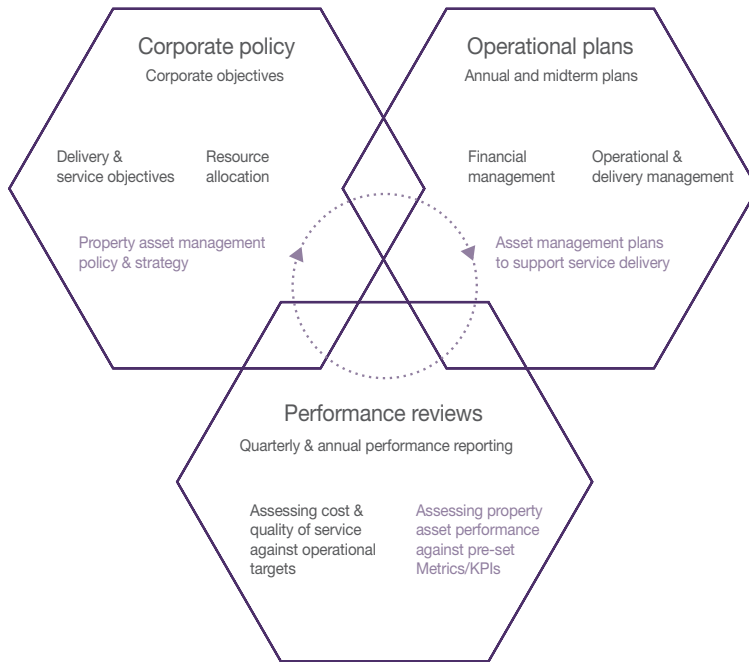 Corporate policy
Corporate objectives
Delivery &
service objectives
Resource
allocation
Property asset management
policy & strategy
Operational plans
Annual and midterm plans
Financial
management
Operational &
delivery management
Asset management plans
to support service delivery
Performance reviews
Quarterly & annual performance reporting
Assessing cost &
quality of service
against operational
targets
Assessing property
asset performance
against pre-set
Metrics/KPIs